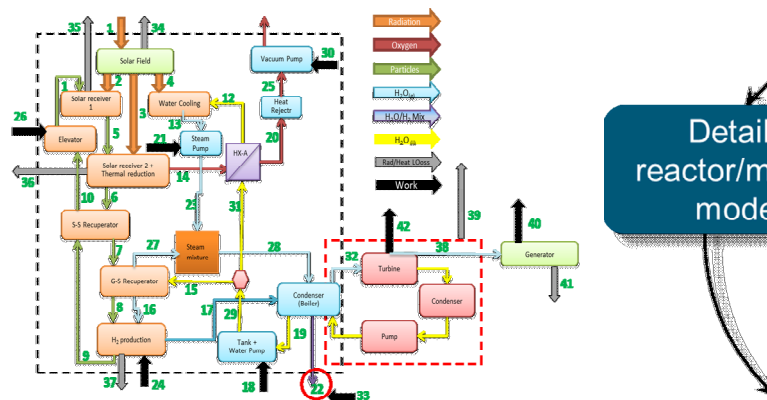 35
1
34
Solar Field
1
2
4
Solar receiver
1
3
Water Cooling
12
26
Elevator
5
13
21
Steam
Pump
Solar receiver 2 +
Thermal reduction
14
HX-A
20
36
10
6
23
31
S-S Recuperator
7
27
Steam
mixture
28
G-S Recuperator
15
8
16
17
29
H₂ production
9
37
24
Tank +
Water Pump
18
19
Condenser
(Boiler)
22
33
Vacuum Pump
30
25
Heat
Rejectr
Radiation
Oxygen
Particles
H₂O/H₂ Mix
Rad/Heat LOoss
Work
39
42
38
32
Turbine
Condenser
Pump
40
Generator
41
Detail
reactor/m
mode